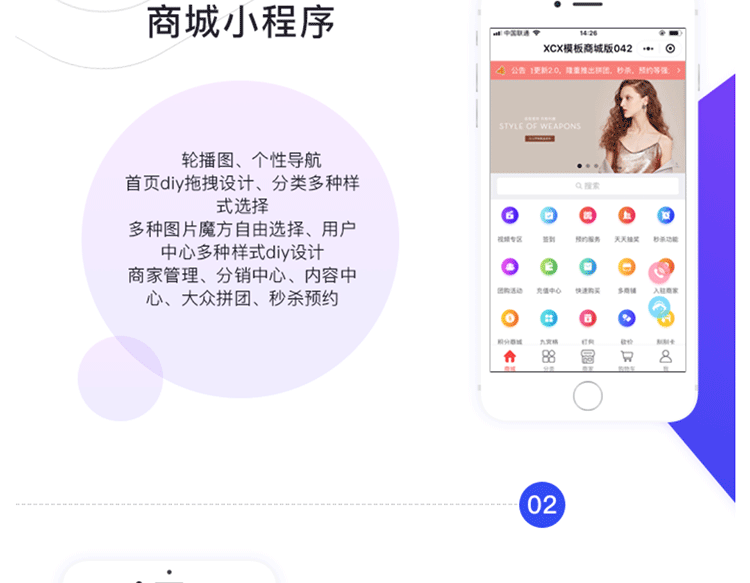 商城小程序
轮播图、个性导航
首页diy拖拽设计、分类多种样
式选择
多种图片魔方自由选择、用户
中心多种样式diy设计
商家管理、分销中心、内容中
心、大众拼团、秒杀预约
中国联通 14:26
XCX模板商城版042
公告 更新2.0，隆重推出拼团、秒杀、预约等强
STYLE OF WEAPONS
搜索
视频专区 签到 预约服务 天天抽奖 秒杀功能
团购活动 充值中心 快速购买 多商铺 入驻商家
积分商城 九宫格 红包 砍价 刮刮卡
商城 分类 商家 购物车 我
02